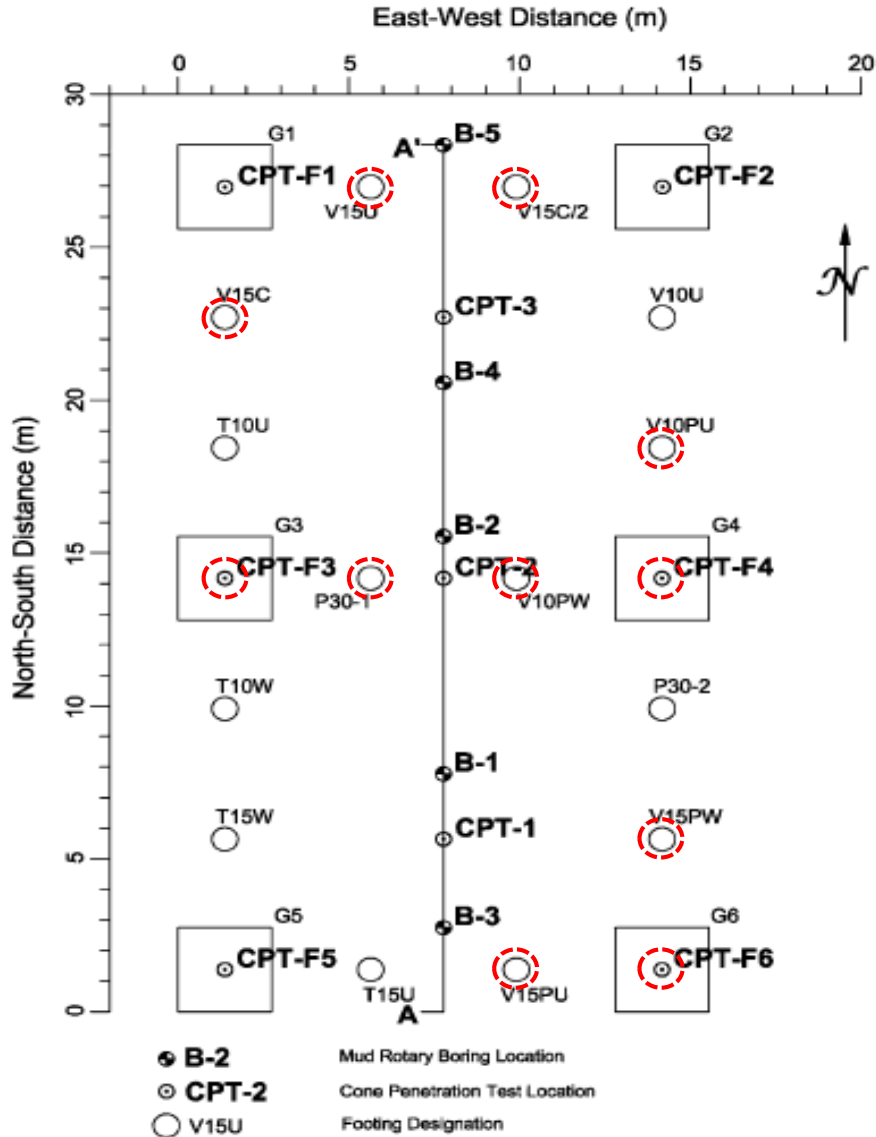 East-West Distance (m)
0 5 10 15 20
30
G1 A' B-5 G2
CPT-F1 CPT-F2
V15U V15C/2
25
N
V15C CPT-3 V10U
B-4
20
T10U V10PU
G3 B-2 G4
15
CPT-F3 CPT-2 CPT-F4
P30-1 V10PW
North-South Distance (m)
10
T10W P30-2
B-1
T15W CPT-1 V15PW
5
G5 B-3 G6
CPT-F5 CPT-F6
T15U V15PU
0 A
B-2 Mud Rotary Boring Location
CPT-2 Cone Penetration Test Location
V15U Footing Designation